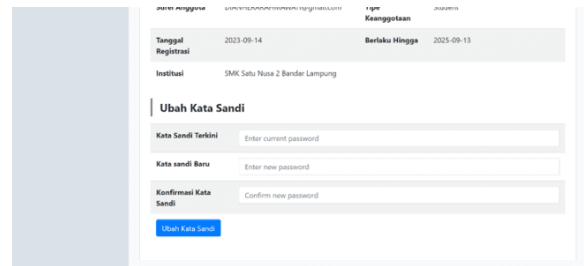 Surel Anggota Tipe Student
Keanggotaan
Tanggal 2023-09-14 Berlaku Hingga 2025-09-13
Registrasi
Institusi SMK Satu Nusa 2 Bandar Lampung
Ubah Kata Sandi
Kata Sandi Terkini Enter current password
Kata sandi Baru Enter new password
Konfirmasi Kata Confirm new password
Sandi
Ubah Kata Sandi